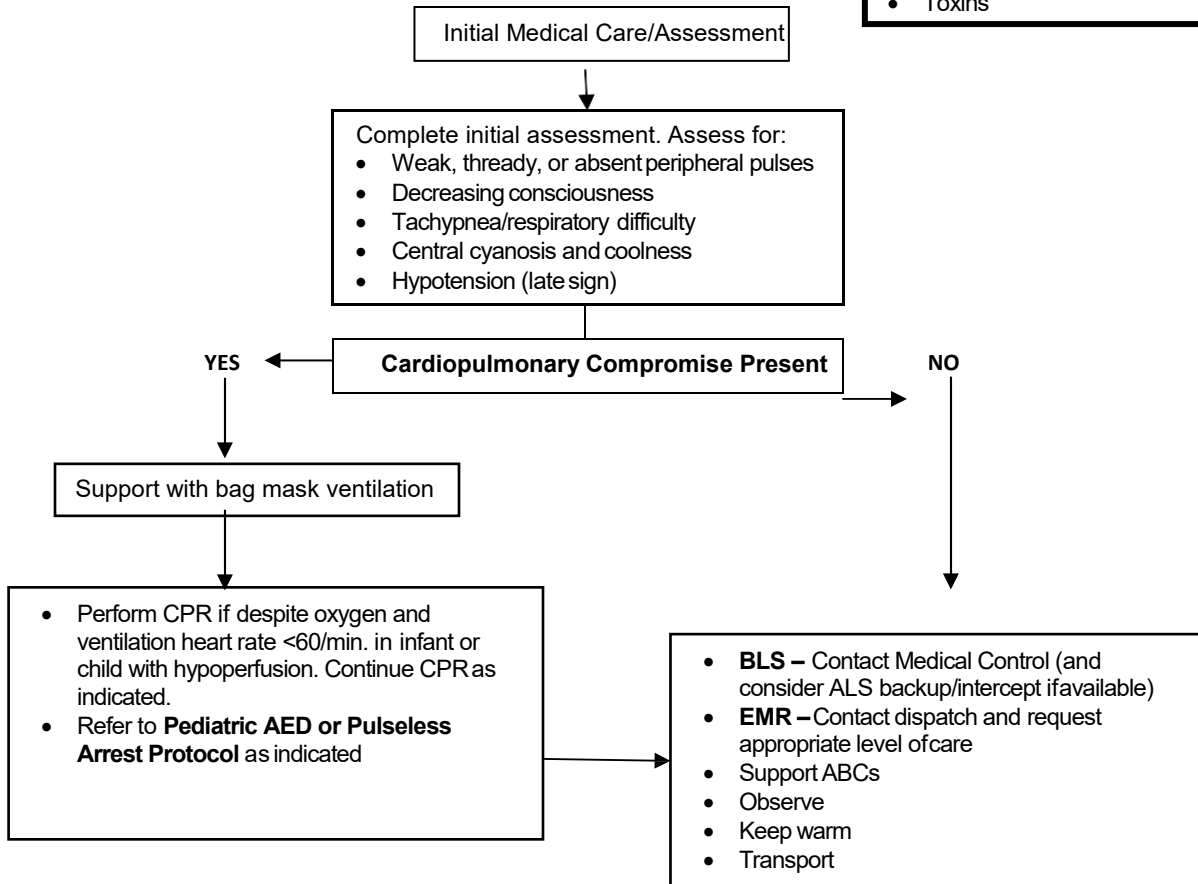 • Toxins
Initial Medical Care/Assessment
Complete initial assessment. Assess for:
• Weak, thready, or absent peripheral pulses
• Decreasing consciousness
• Tachypnea/respiratory difficulty
• Central cyanosis and coolness
• Hypotension (late sign)
YES
Cardiopulmonary Compromise Present
NO
Support with bag mask ventilation
• Perform CPR if despite oxygen and
ventilation heart rate <60/min. in infant or
child with hypoperfusion. Continue CPR as
indicated.
• Refer to Pediatric AED or Pulseless
Arrest Protocol as indicated
• BLS – Contact Medical Control (and
consider ALS backup/intercept if available)
• EMR – Contact dispatch and request
appropriate level of care
• Support ABCs
• Observe
• Keep warm
• Transport